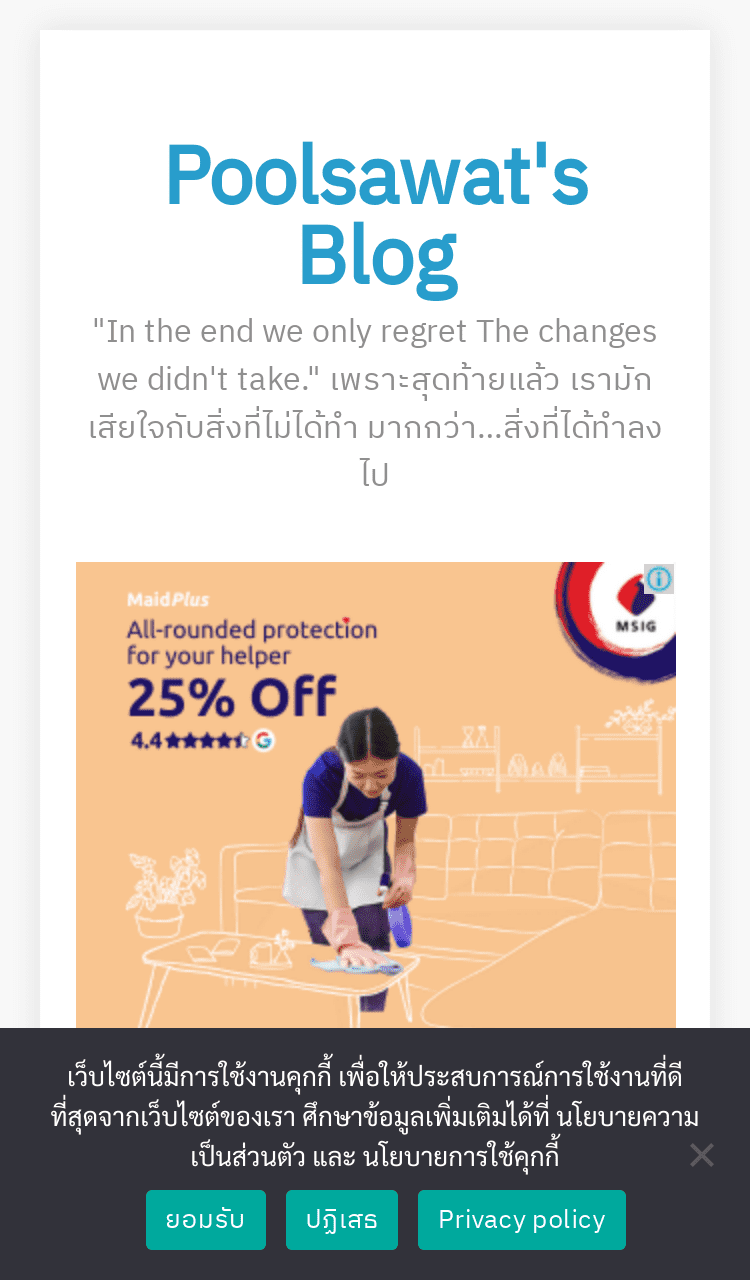 Poolsawat's
Blog
"In the end we only regret The changes
we didn't take." เพราะสุดท้ายแล้ว เรามัก
เสียใจกับสิ่งที่ไม่ได้ทำ มากกว่า...สิ่งที่ได้ทำลง
ไป
MaidPlus
All-rounded protection
for your helper
25% Off
4.4
MSIG
เว็บไซต์นี้มีการใช้งานคุกกี้ เพื่อให้ประสบการณ์การใช้งานที่ดี
ที่สุดจากเว็บไซต์ของเรา ศึกษาข้อมูลเพิ่มเติมได้ที่ นโยบายความ
เป็นส่วนตัว และ นโยบายการใช้คุกกี้
ยอมรับ ปฏิเสธ Privacy policy